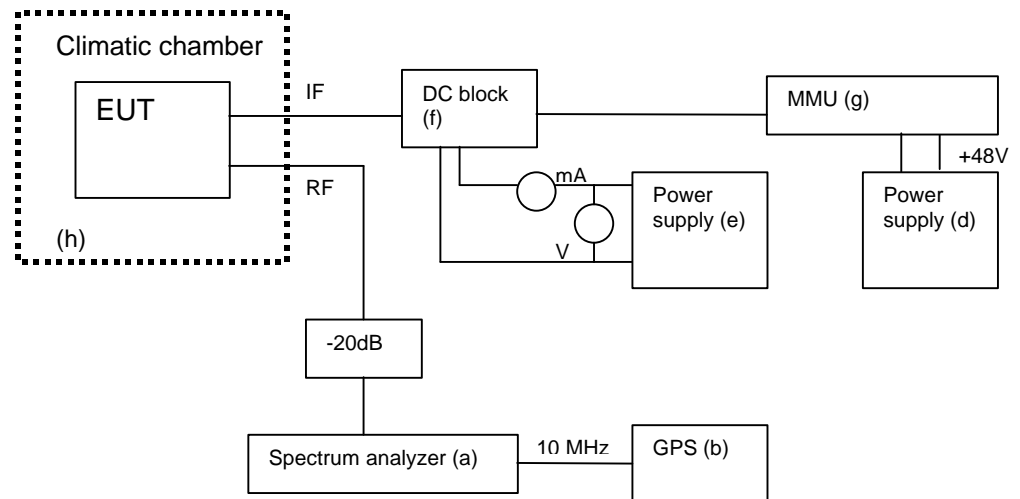 Climatic chamber
EUT
IF
RF
(h)
DC block
(f)
MMU (g)
+48V
mA
V
Power
supply (e)
Power
supply (d)
-20dB
Spectrum analyzer (a)
10 MHz
GPS (b)